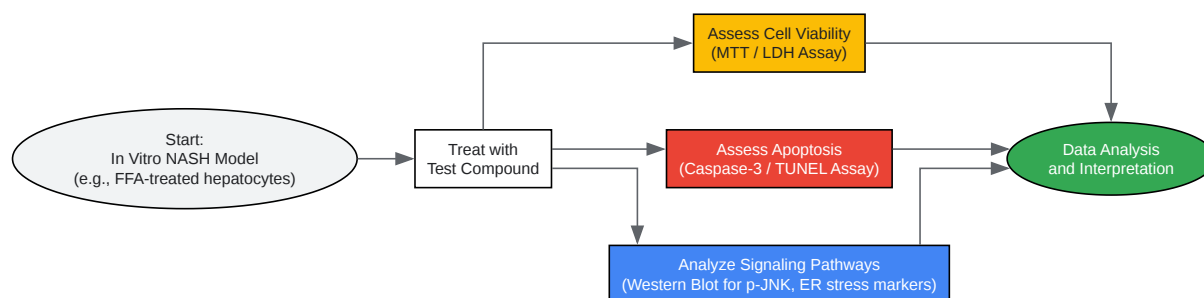 Start:
In Vitro NASH Model
(e.g., FFA-treated hepatocytes)
Treat with
Test Compound
Assess Cell Viability
(MTT / LDH Assay)
Assess Apoptosis
(Caspase-3 / TUNEL Assay)
Analyze Signaling Pathways
(Western Blot for p-JNK, ER stress markers)
Data Analysis
and Interpretation